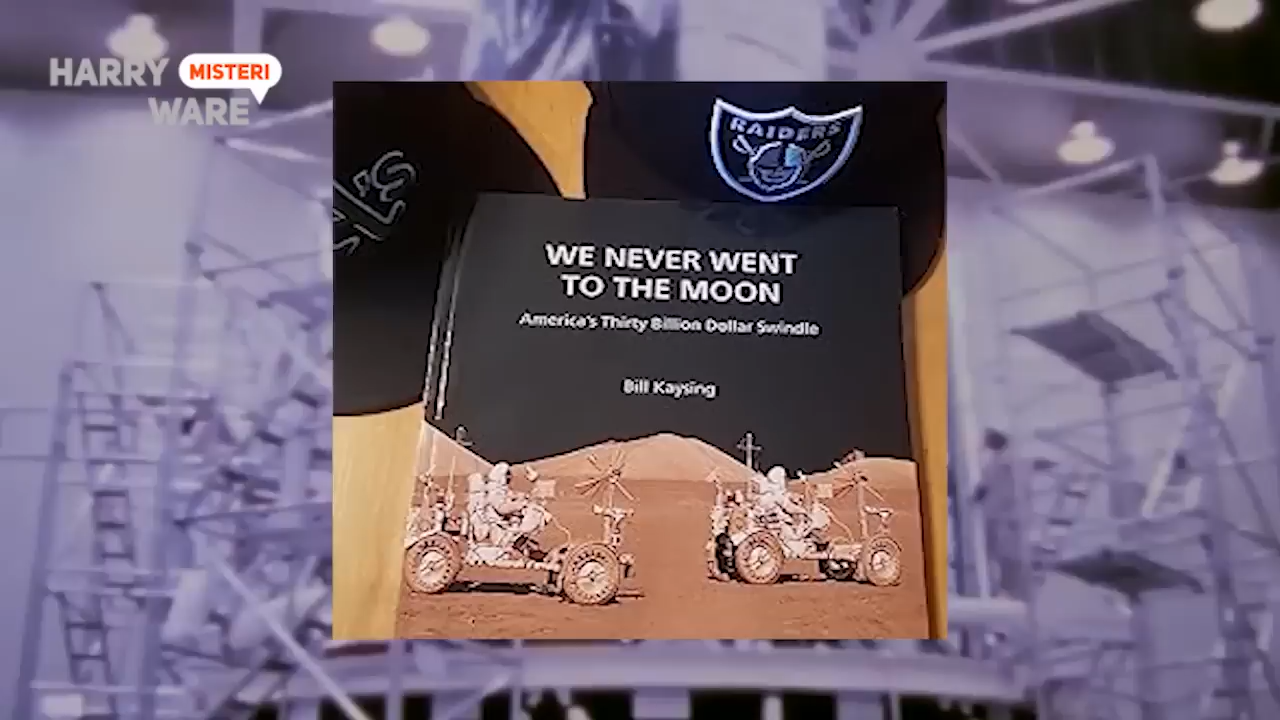 HARRY
MISTERI
WARE
RAIDERS
WE NEVER WENT
TO THE MOON
America's Thirty Billion Dollar Swindle
Bill Kaysing